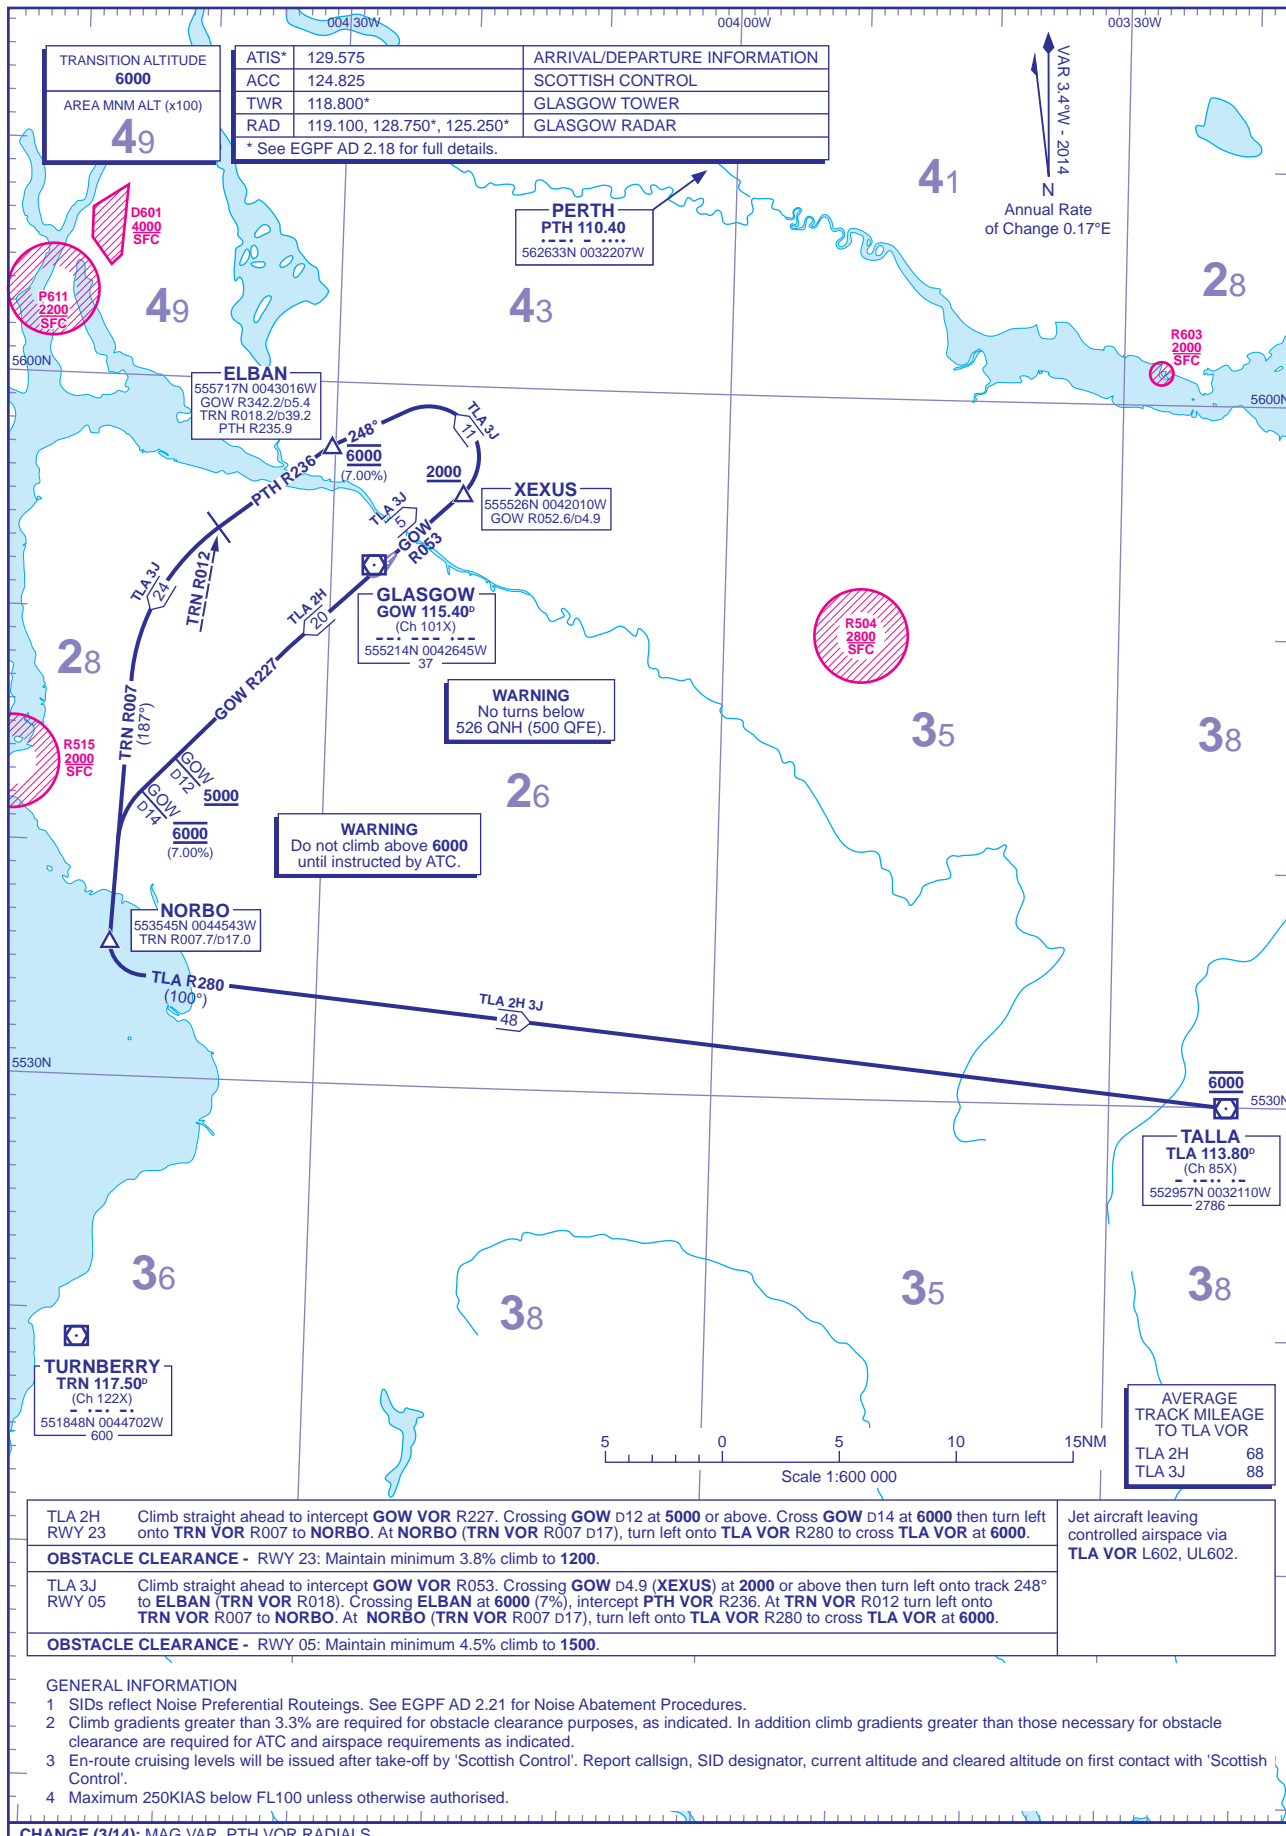 004 30W
004 00W
003 30W
TRANSITION ALTITUDE
6000
AREA MNM ALT (x100)
49
ATIS* 129.575 ARRIVAL/DEPARTURE INFORMATION
ACC 124.825 SCOTTISH CONTROL
TWR 118.800* GLASGOW TOWER
RAD 119.100, 128.750*, 125.250* GLASGOW RADAR
* See EGPF AD 2.18 for full details.
VAR 3.4°W - 2014
N
Annual Rate
of Change 0.17°E
41
D601
4000
SFC
PERTH
PTH 110.40
562633N 0032207W
P611
2200
SFC
49
43
28
R603
2000
SFC
5600N
5600N
ELBAN
555717N 0043016W
GOW R342.2/D5.4
TRN R018.2/D39.2
PTH R235.9
248°
TLA 3J
11
6000
(7.00%)
2000
PTH R236
XEXUS
555526N 0042010W
GOW R052.6/D4.9
TLA 3J
5
GOW
R053
TLA 3J
24
TRN R012
TLA 2H
20
GLASGOW
GOW 115.40D
(Ch 101X)
555214N 0042645W
37
R504
2800
SFC
28
GOW R227
TRN R007
(187°)
WARNING
No turns below
526 QNH (500 QFE).
35
38
R515
2000
SFC
GOW
D12
5000
GOW
D14
6000
(7.00%)
26
WARNING
Do not climb above 6000
until instructed by ATC.
NORBO
553545N 0044543W
TRN R007.7/D17.0
TLA R280
(100°)
TLA 2H 3J
48
5530N
6000
5530N
TALLA
TLA 113.80D
(Ch 85X)
552957N 0032110W
2786
36
38
35
38
TURNBERRY
TRN 117.50D
(Ch 122X)
551848N 0044702W
600
5 0 5 10 15NM
Scale 1:600 000
AVERAGE
TRACK MILEAGE
TO TLA VOR
TLA 2H 68
TLA 3J 88
TLA 2H Climb straight ahead to intercept GOW VOR R227. Crossing GOW D12 at 5000 or above. Cross GOW D14 at 6000 then turn left
RWY 23 onto TRN VOR R007 to NORBO. At NORBO (TRN VOR R007 D17), turn left onto TLA VOR R280 to cross TLA VOR at 6000.
OBSTACLE CLEARANCE - RWY 23: Maintain minimum 3.8% climb to 1200.
TLA 3J Climb straight ahead to intercept GOW VOR R053. Crossing GOW D4.9 (XEXUS) at 2000 or above then turn left onto track 248°
RWY 05 to ELBAN (TRN VOR R018). Crossing ELBAN at 6000 (7%), intercept PTH VOR R236. At TRN VOR R012 turn left onto
TRN VOR R007 to NORBO. At NORBO (TRN VOR R007 D17), turn left onto TLA VOR R280 to cross TLA VOR at 6000.
OBSTACLE CLEARANCE - RWY 05: Maintain minimum 4.5% climb to 1500.
Jet aircraft leaving
controlled airspace via
TLA VOR L602, UL602.
GENERAL INFORMATION
1 SIDs reflect Noise Preferential Routeings. See EGPF AD 2.21 for Noise Abatement Procedures.
2 Climb gradients greater than 3.3% are required for obstacle clearance purposes, as indicated. In addition climb gradients greater than those necessary for obstacle
clearance are required for ATC and airspace requirements as indicated.
3 En-route cruising levels will be issued after take-off by 'Scottish Control'. Report callsign, SID designator, current altitude and cleared altitude on first contact with 'Scottish
Control'.
4 Maximum 250KIAS below FL100 unless otherwise authorised.
CHANGE (3/14): MAG VAR. PTH VOR RADIALS